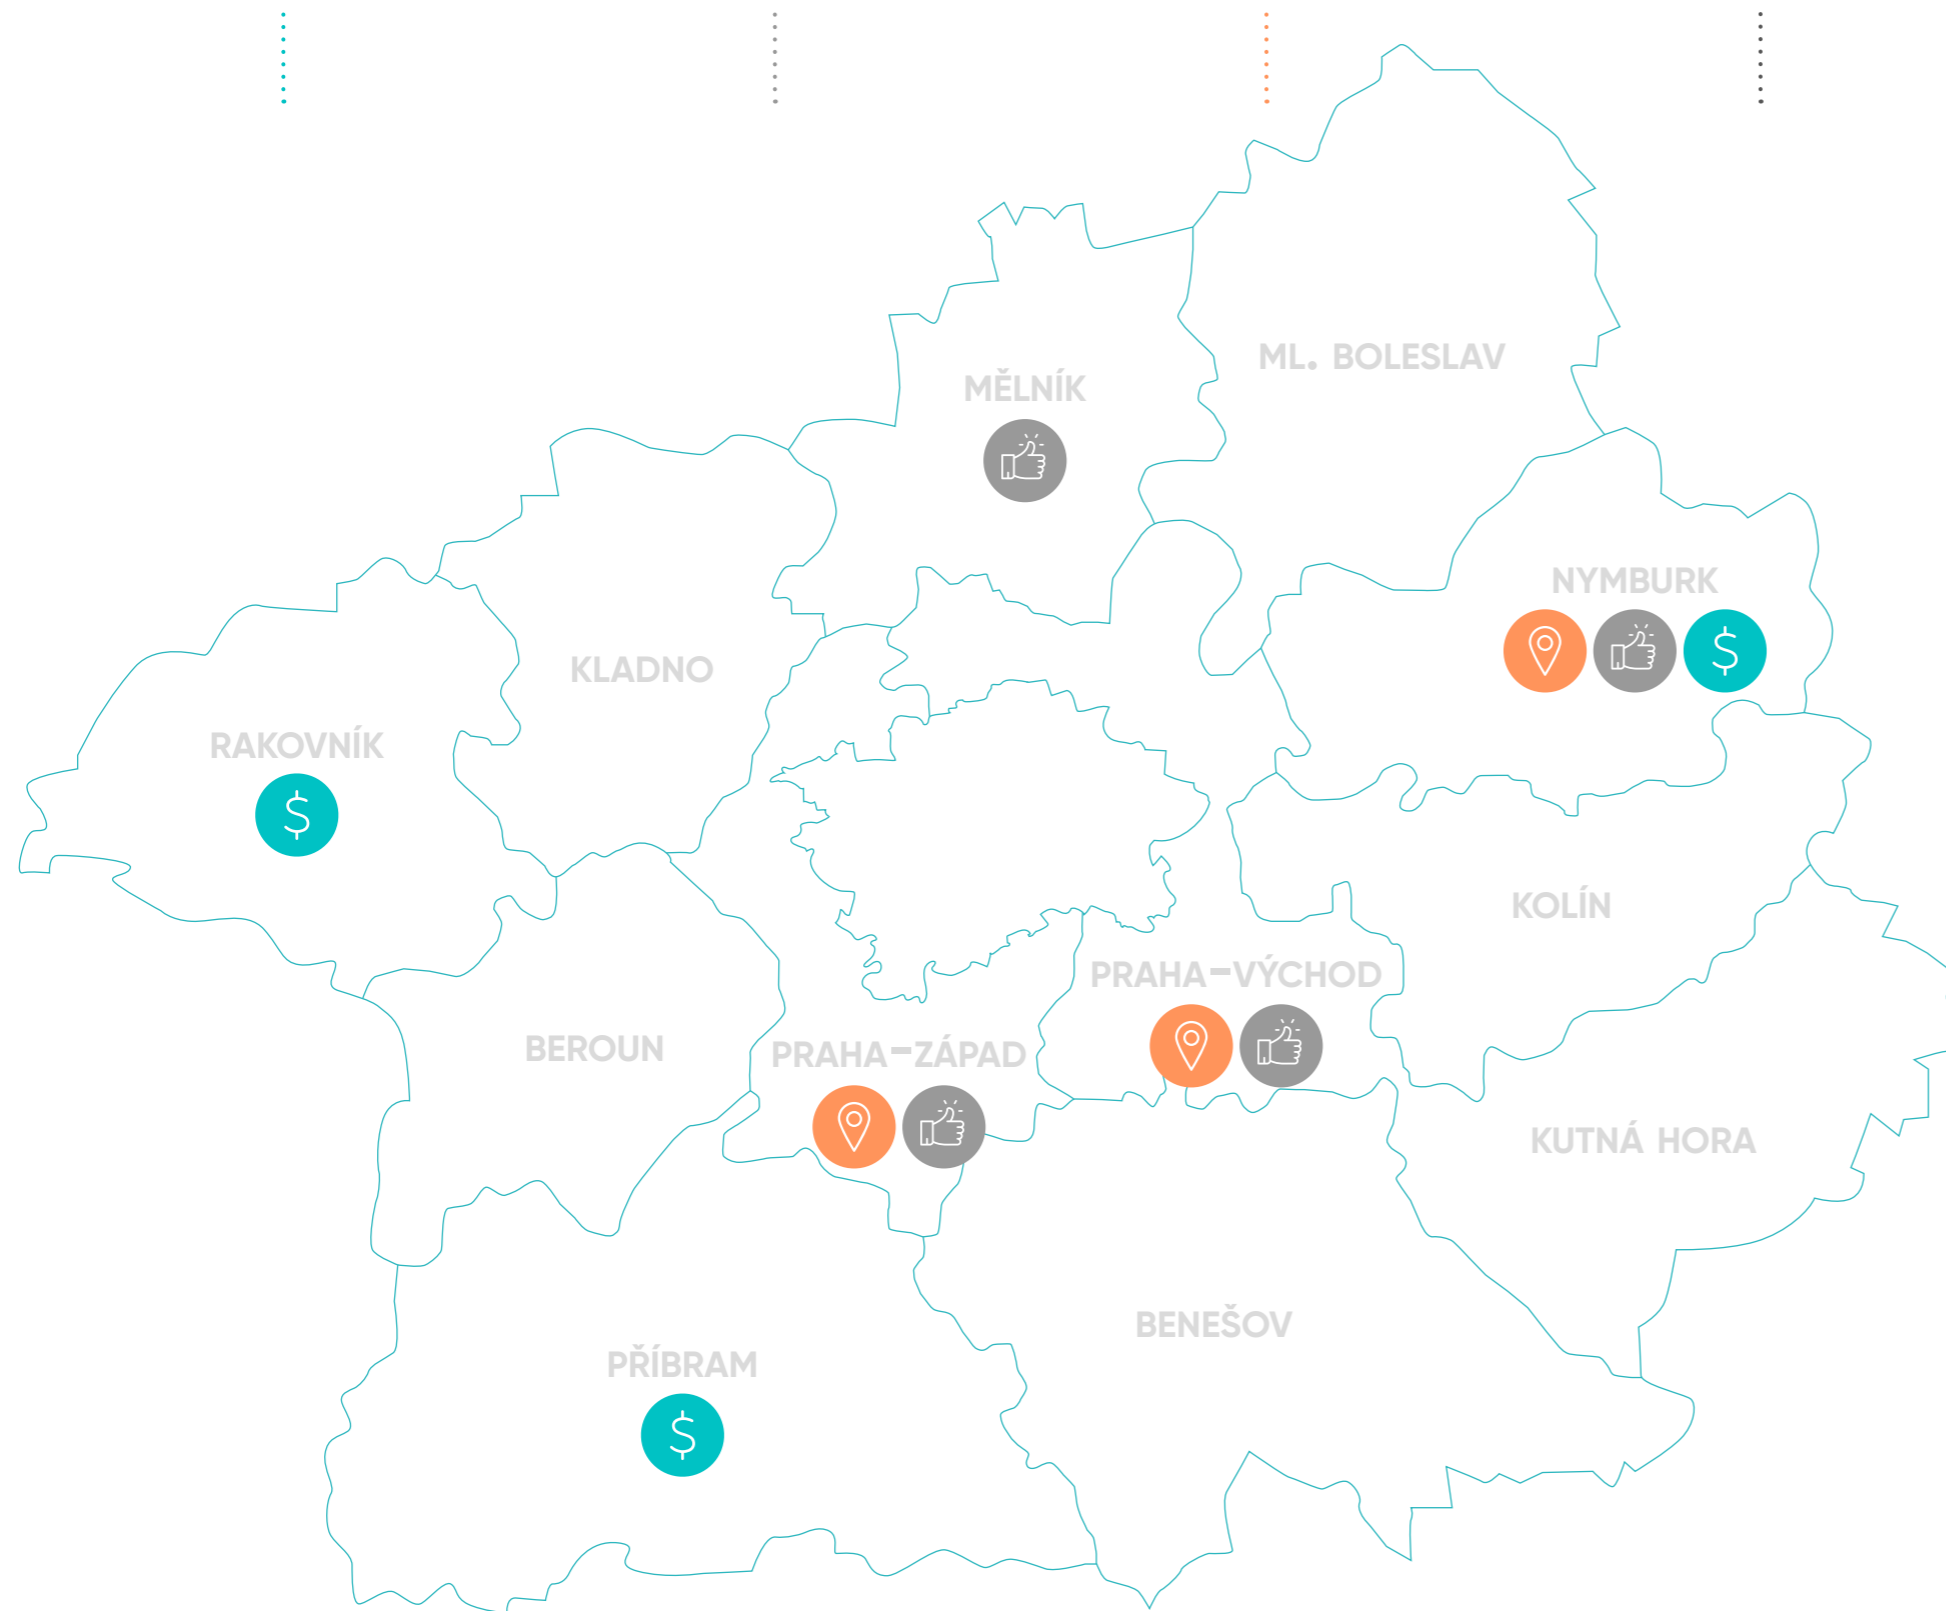 ML. BOLESLAV
MĚLNÍK
NYMBURK
KLADNO
RAKOVNÍK
KOLÍN
PRAHA-VÝCHOD
BEROUN
PRAHA-ZÁPAD
KUTNÁ HORA
BENEŠOV
PŘÍBRAM